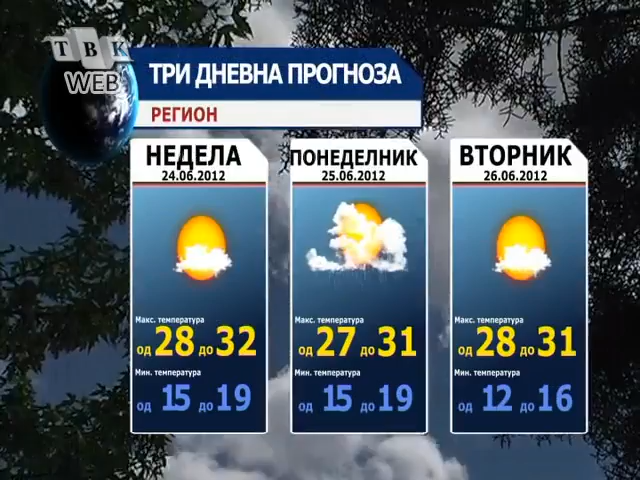 ТВК
WEB
ТРИ ДНЕВНА ПРОГНОЗА
РЕГИОН
НЕДЕЛА
24.06.2012
Макс. температура
од 28 до 32
Мин. температура
од 15 до 19
ПОНЕДЕЛНИК
25.06.2012
Макс. температура
од 27 до 31
Мин. температура
од 15 до 19
ВТОРНИК
26.06.2012
Макс. температура
од 28 до 31
Мин. температура
од 12 до 16